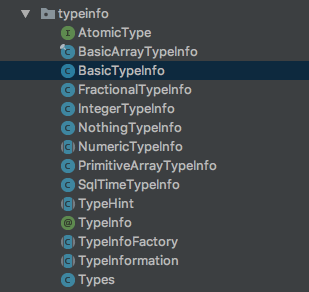 typeinfo
AtomicType
BasicArrayTypeInfo
BasicTypeInfo
FractionalTypeInfo
IntegerTypeInfo
NothingTypeInfo
NumericTypeInfo
PrimitiveArrayTypeInfo
SqlTimeTypeInfo
TypeHint
TypeInfo
TypeInfoFactory
TypeInformation
Types